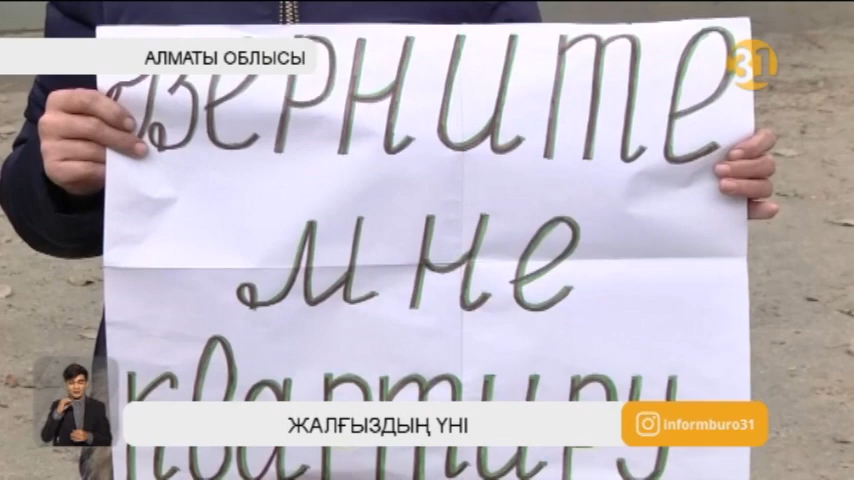 АЛМАТЫ ОБЛЫСЫ
31
Верните
мне
квартиру
ЖАЛҒЫЗДЫҢ ҮНІ
Informburo31